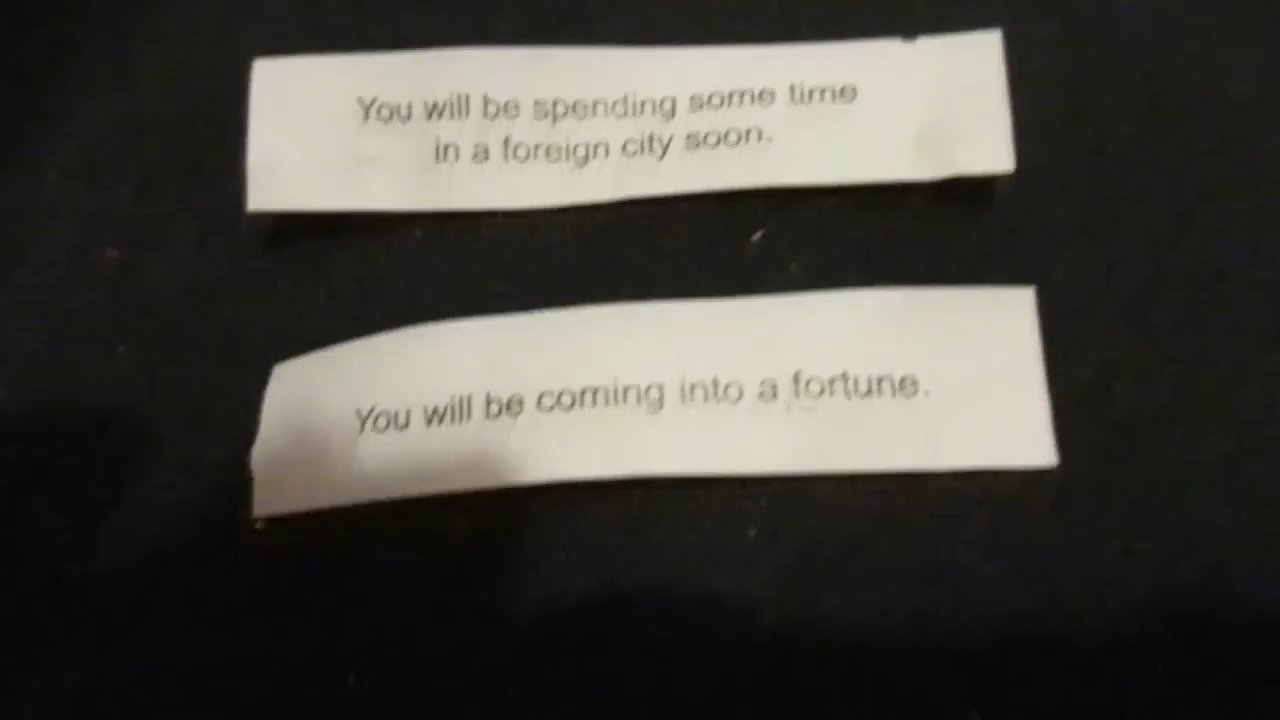 You will be spending some time
in a foreign city soon.
You will be coming into a fortune.